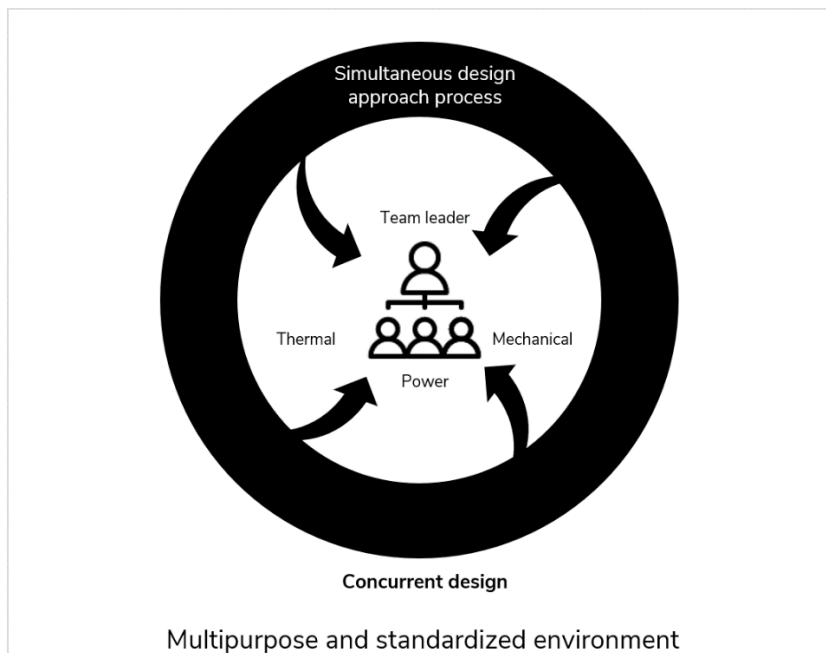 Simultaneous design
approach process
Team leader
Thermal
Mechanical
Power
Concurrent design
Multipurpose and standardized environment